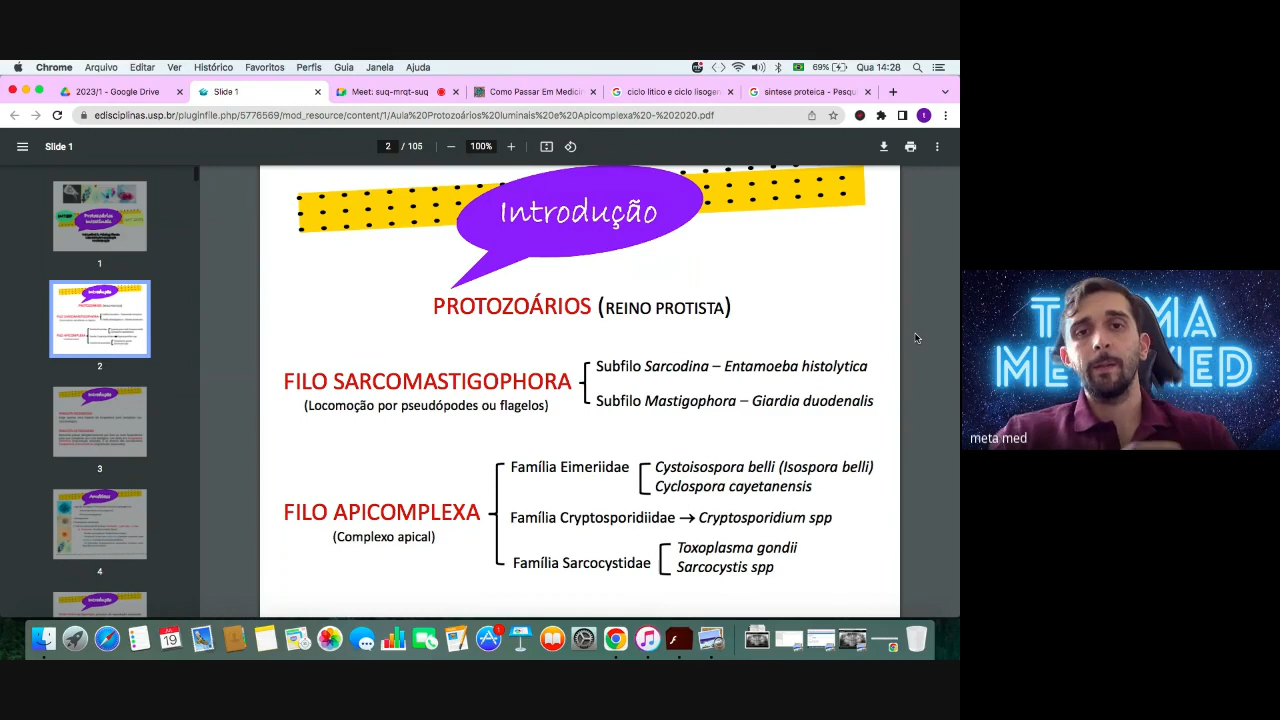 Chrome Arquivo Editar Ver Histórico Favoritos Perfis Guia Janela Ajuda 69% Qua 14:28
2023/1 - Google Drive Slide 1 Meet: suq-mrqt-suq Como Passar Em Medicin ciclo litico e ciclo lisogen sintese proteica - Pesqui
edisciplinas.usp.br/pluginfile.php/5776569/mod_resource/content/1/Aula%20Protozoários%20luminais%20e%20Apicomplexa%20-%202020.pdf
Slide 1 2 / 105 100%
Introdução
PROTOZOÁRIOS (REINO PROTISTA)
FILO SARCOMASTIGOPHORA
(Locomoção por pseudópodes ou flagelos)
Subfilo Sarcodina – Entamoeba histolytica
Subfilo Mastigophora – Giardia duodenalis
FILO APICOMPLEXA
(Complexo apical)
Família Eimeriidae
Cystoisospora belli (Isospora belli)
Cyclospora cayetanensis
Família Cryptosporidiidae → Cryptosporidium spp
Família Sarcocystidae
Toxoplasma gondii
Sarcocystis spp
1
2
3
4
JUL
19
meta med